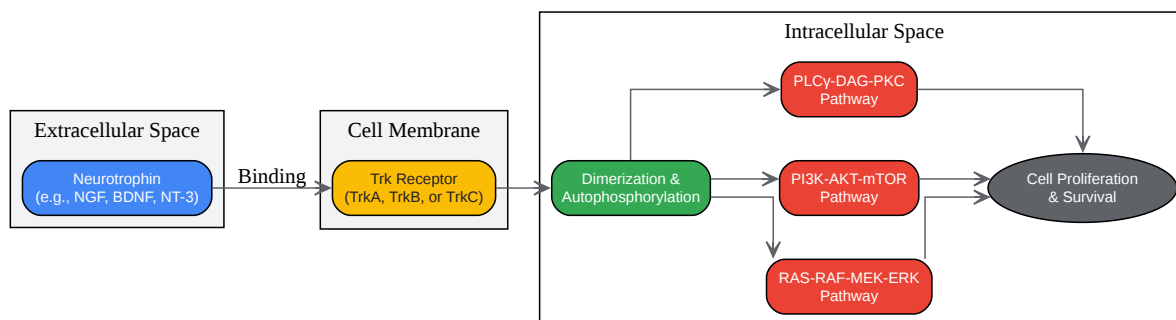 Intracellular Space
PLCγ-DAG-PKC
Pathway
Extracellular Space
Cell Membrane
Neurotrophin
(e.g., NGF, BDNF, NT-3)
Binding
Trk Receptor
(TrkA, TrkB, or TrkC)
Dimerization &
Autophosphorylation
PI3K-AKT-mTOR
Pathway
Cell Proliferation
& Survival
RAS-RAF-MEK-ERK
Pathway